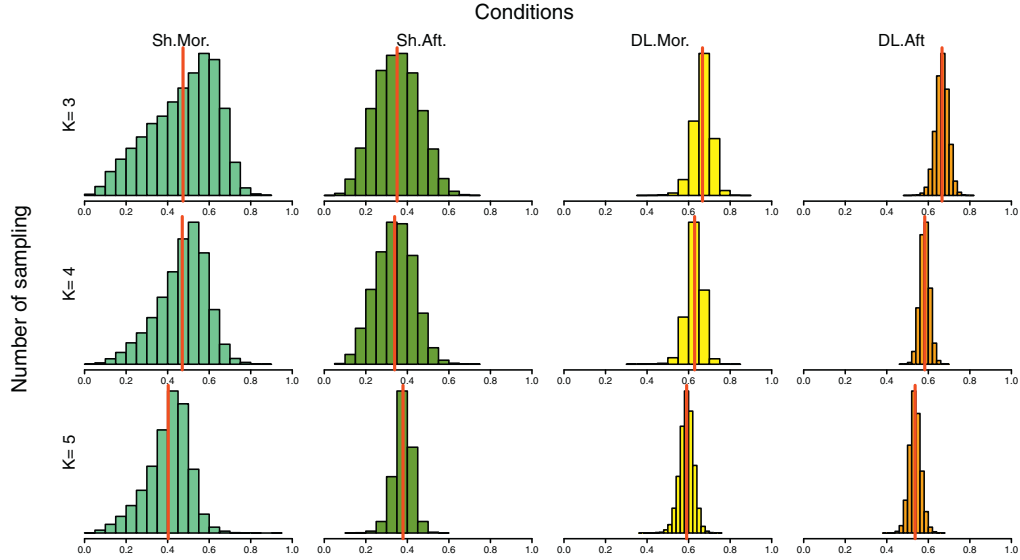 Conditions
Sh.Mor. Sh.Aft. DL.Mor. DL.Aft
Number of sampling
K= 3
0.0 0.2 0.4 0.6 0.8 1.0 0.0 0.2 0.4 0.6 0.8 1.0 0.0 0.2 0.4 0.6 0.8 1.0 0.0 0.2 0.4 0.6 0.8 1.0
K= 4
0.0 0.2 0.4 0.6 0.8 1.0 0.0 0.2 0.4 0.6 0.8 1.0 0.0 0.2 0.4 0.6 0.8 1.0 0.0 0.2 0.4 0.6 0.8 1.0
K= 5
0.0 0.2 0.4 0.6 0.8 1.0 0.0 0.2 0.4 0.6 0.8 1.0 0.0 0.2 0.4 0.6 0.8 1.0 0.0 0.2 0.4 0.6 0.8 1.0